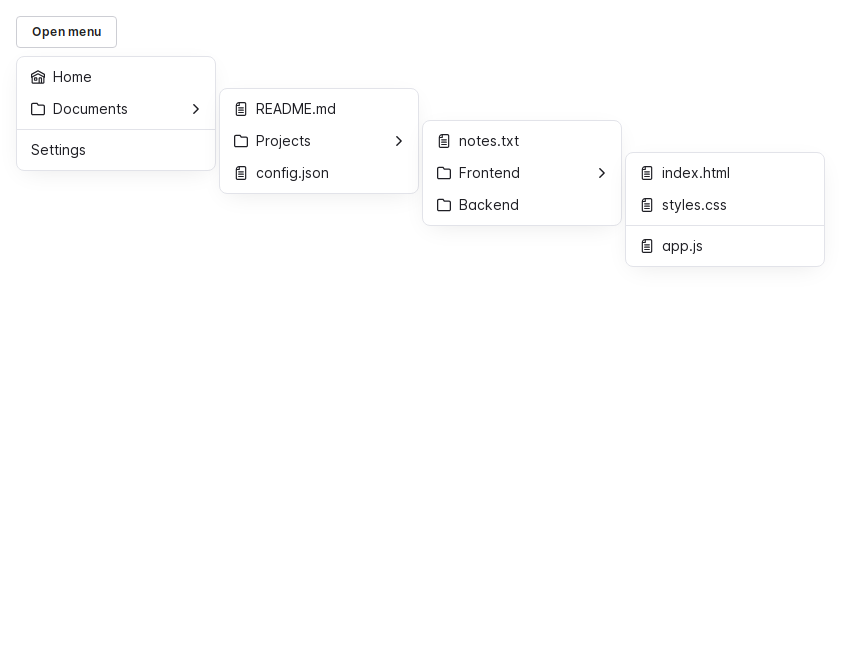 Open menu
Home
Documents
Settings
README.md
Projects
config.json
notes.txt
Frontend
Backend
index.html
styles.css
app.js